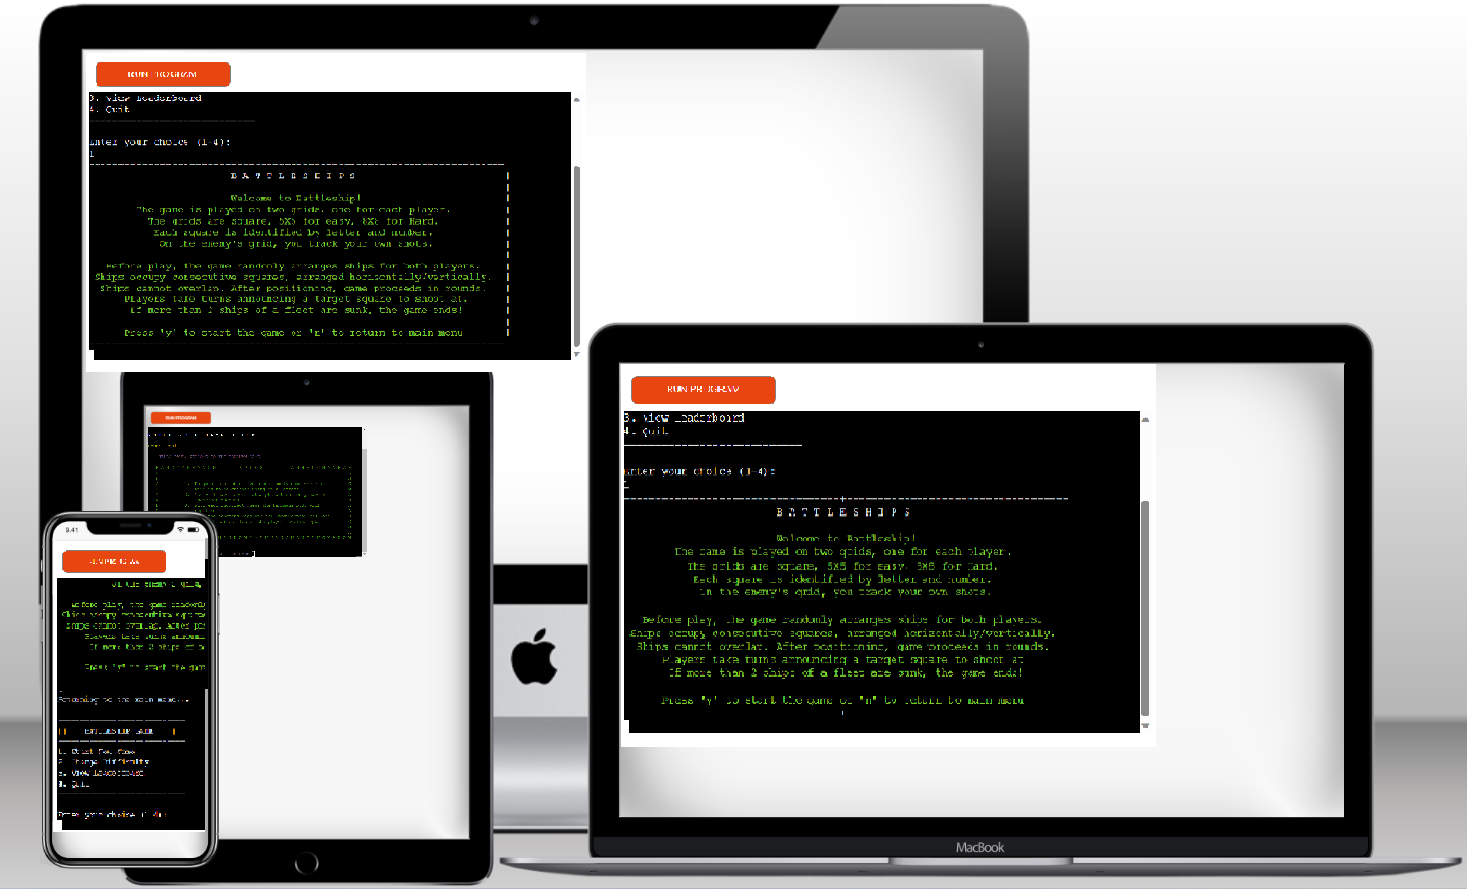 RUN PROGRAM
3. View Leaderboard
4. Quit
Enter your choice (1-4):
1
B A T T L E S H I P S
Welcome to Battleship!
The game is played on two grids, one for each player.
The grids are square, 5X5 for easy, 8X8 for Hard.
Each square is identified by letter and number.
On the enemy's grid, you track your own shots.
Before play, the game randomly arranges ships for both players.
Ships occupy consecutive squares, arranged horizontally/vertically.
Ships cannot overlap. After positioning, game proceeds in rounds.
Players take turns announcing a target square to shoot at.
If more than 2 ships of a fleet are sunk, the game ends!
Press 'y' to start the game or 'n' to return to main menu
RUN PROGRAM
3. View Leaderboard
4. Quit
Enter your choice (1-4):
1
B A T T L E S H I P S
Welcome to Battleship!
The game is played on two grids, one for each player.
The grids are square, 5X5 for easy, 8X8 for Hard.
Each square is identified by letter and number.
On the enemy's grid, you track your own shots.
Before play, the game randomly arranges ships for both players.
Ships occupy consecutive squares, arranged horizontally/vertically.
Ships cannot overlap. After positioning, game proceeds in rounds.
Players take turns announcing a target square to shoot at
If more than 2 ships of a fleet are sunk, the game ends!
Press 'y' to start the game or "n" to return to main menu
MacBook
RUN PROGRAM
9:41
On the enemy's grid,
Before play, the game randomly
Ships occupy consecutive squares
Ships cannot overlap. After pos
Players take turns announci
If more than 2 ships of a
Press 'y' to start the game
Returning to the main menu...
BATTLESHIP GAME
1. Start New Game
2. Change Difficulty
3. View Leaderboard
4. Quit
Enter your choice (1-4):